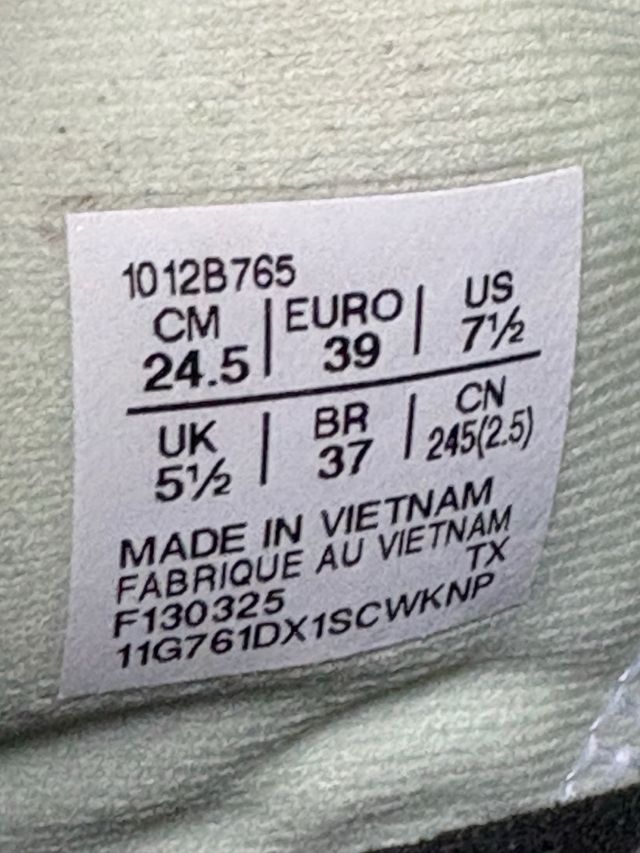 1012B765
CM | EURO | US
24.5 | 39 | 7½
UK | BR | CN
5½ | 37 | 245(2.5)
MADE IN VIETNAM
FABRIQUE AU VIETNAM
F130325 TX
11G761DX1SCWKNP